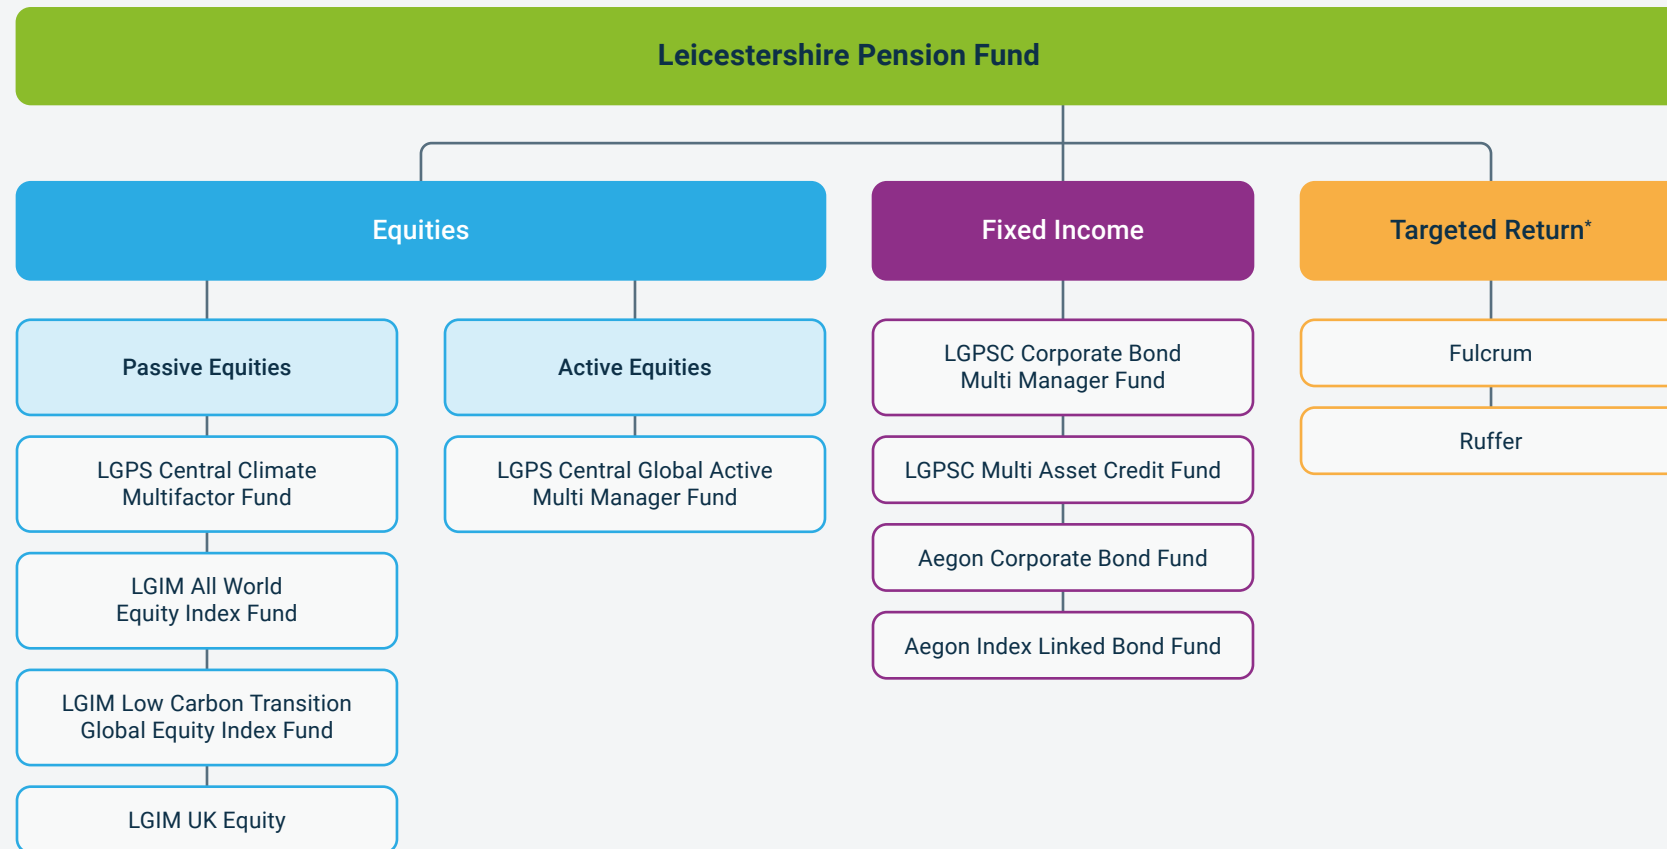 Leicestershire Pension Fund
Equities
Fixed Income
Targeted Return*
Passive Equities
Active Equities
LGPS Central Climate
Multifactor Fund
LGIM All World
Equity Index Fund
LGIM Low Carbon Transition
Global Equity Index Fund
LGIM UK Equity
LGPS Central Global Active
Multi Manager Fund
LGPSC Corporate Bond
Multi Manager Fund
LGPSC Multi Asset Credit Fund
Aegon Corporate Bond Fund
Aegon Index Linked Bond Fund
Fulcrum
Ruffer